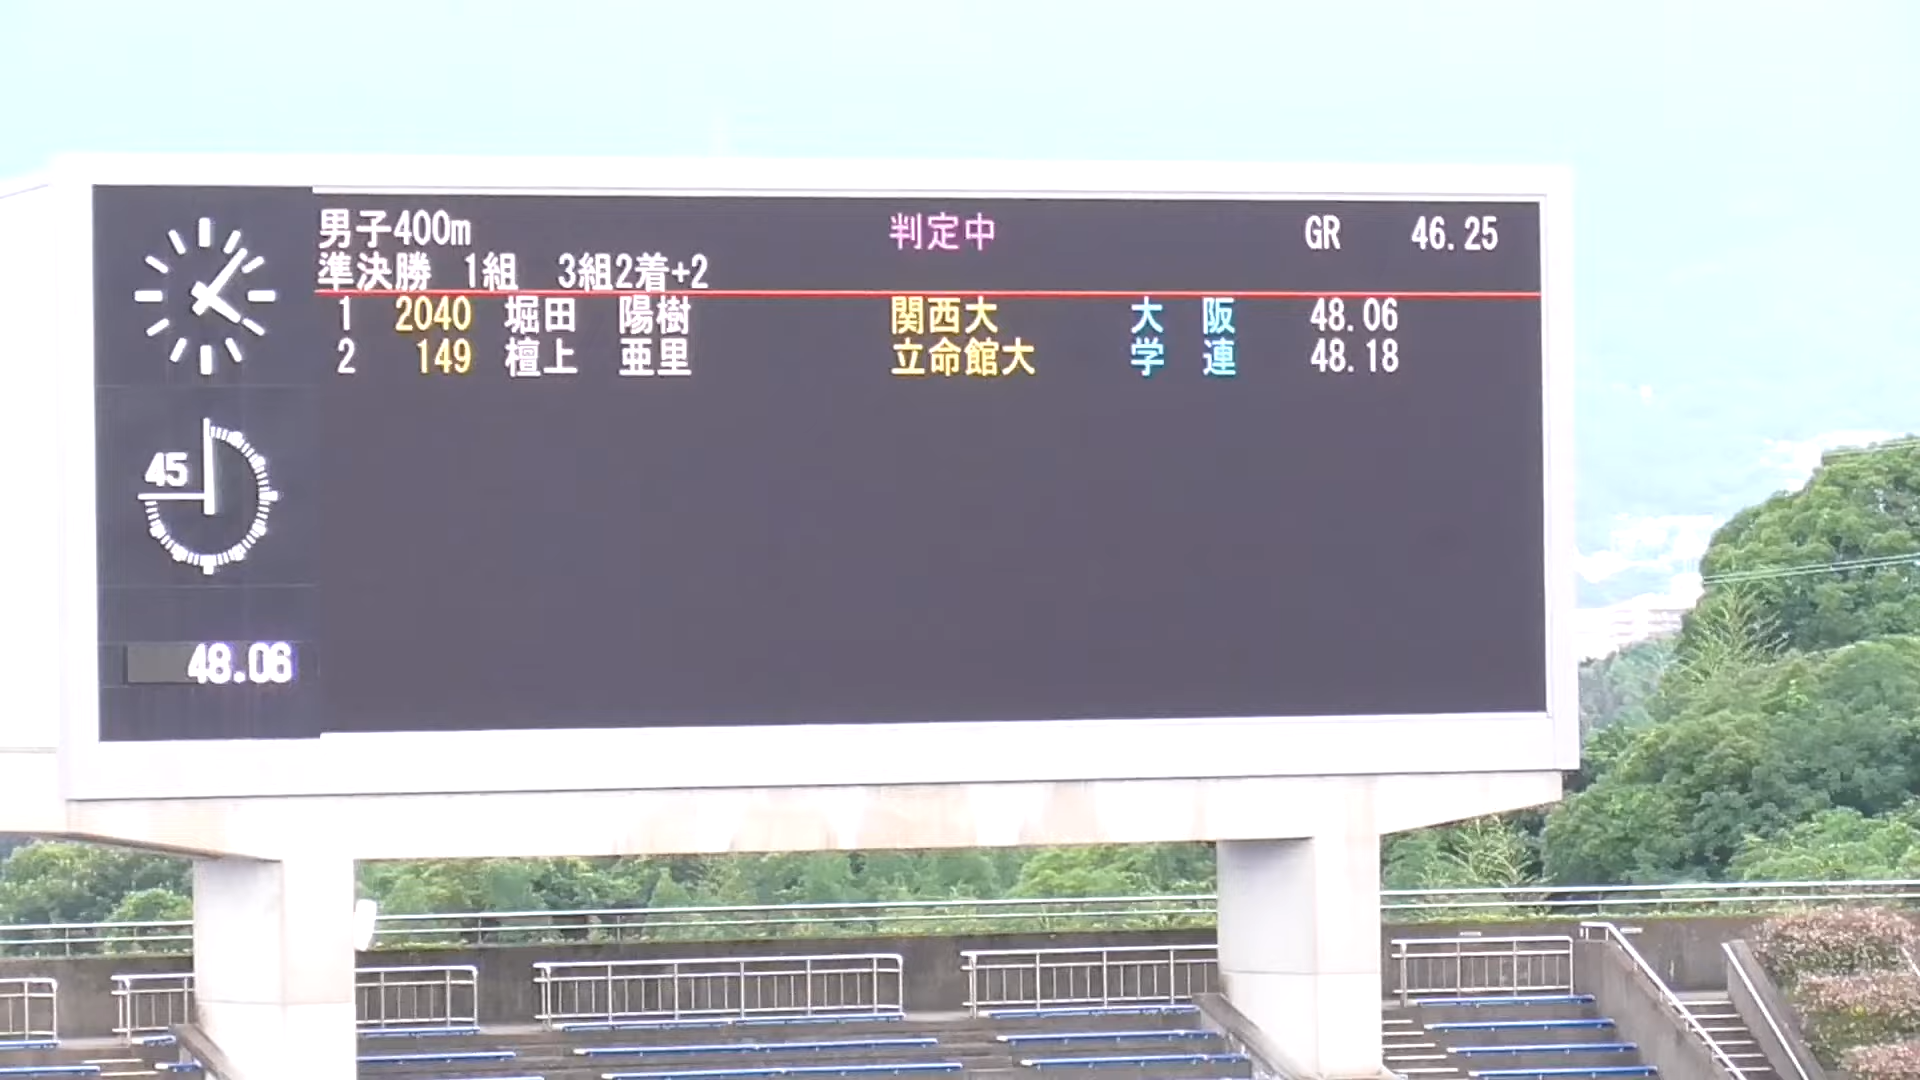 男子400m 判定中 GR 46.25
準決勝 1組 3組2着+2
1 2040 堀田 陽樹 関西大 大 阪 48.06
2 149 檀上 亜里 立命館大 学 連 48.18
45
48.06